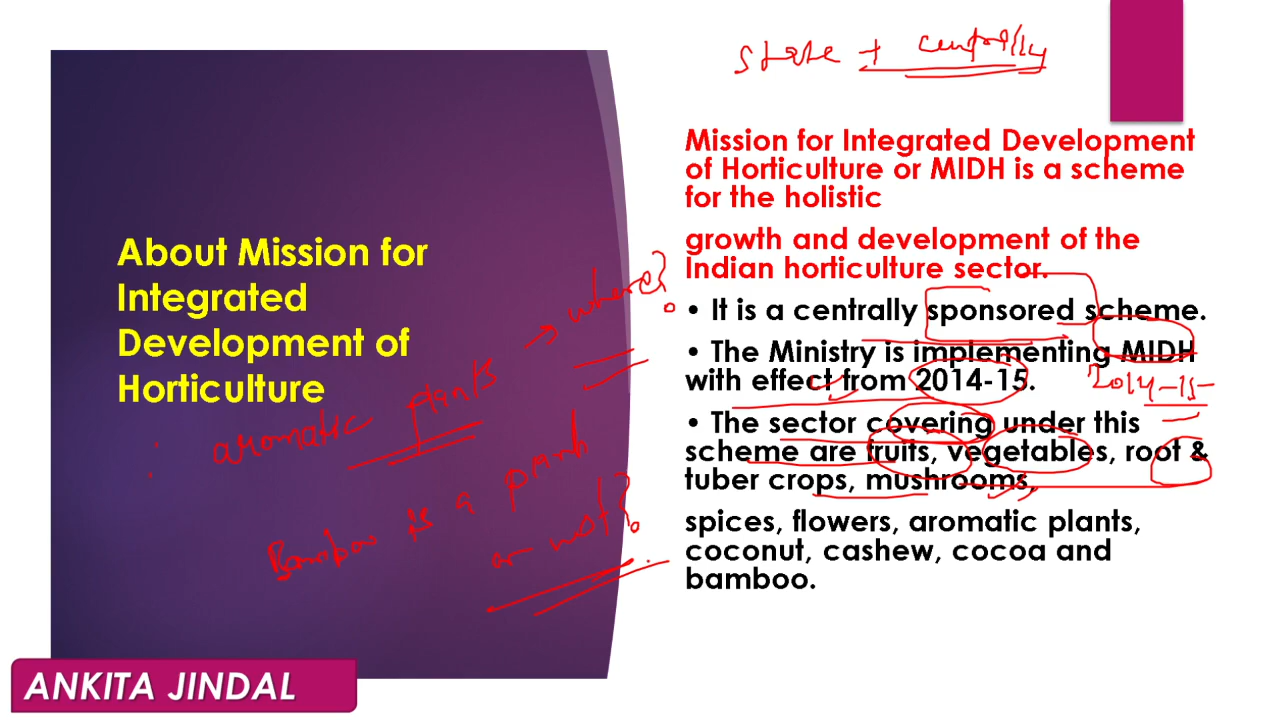 state + centrally
Mission for Integrated Development
of Horticulture or MIDH is a scheme
for the holistic
growth and development of the
Indian horticulture sector.
• It is a centrally sponsored scheme.
• The Ministry is implementing MIDH
with effect from 2014-15.
2014-15-
• The sector covering under this
scheme are fruits, vegetables, root &
tuber crops, mushrooms,
spices, flowers, aromatic plants,
coconut, cashew, cocoa and
bamboo.
About Mission for
Integrated
Development of
Horticulture
aromatic plants → where?
Bamboo is a plant
or not?
ANKITA JINDAL